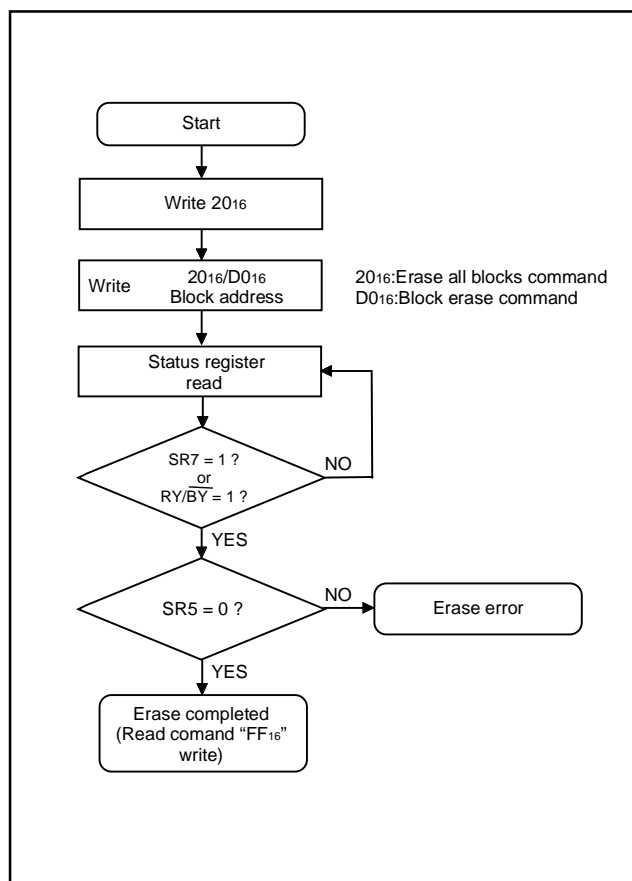 Start
Write 20₁₆
Write 20₁₆/D0₁₆
Block address
20₁₆:Erase all blocks command
D0₁₆:Block erase command
Status register
read
SR7 = 1 ?
or
RY/B̅Y̅ = 1 ?
NO
YES
SR5 = 0 ?
NO
Erase error
YES
Erase completed
(Read comand “FF₁₆”
write)